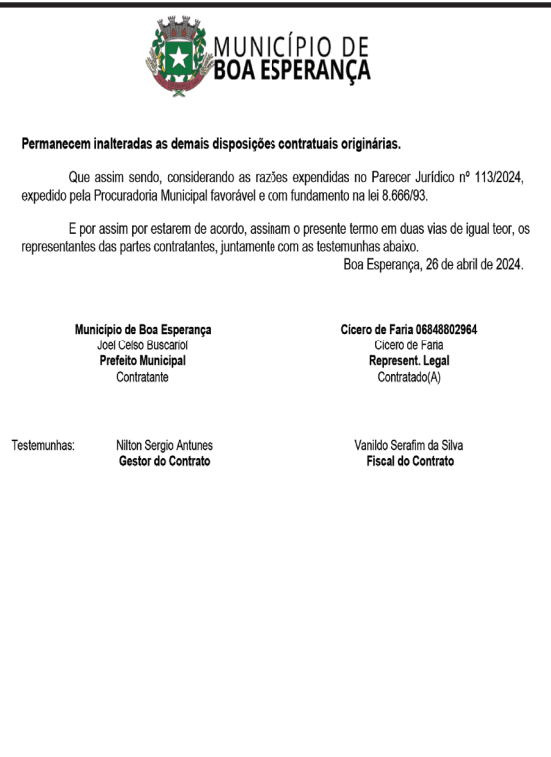 MUNICÍPIO DE
BOA ESPERANÇA
Permanecem inalteradas as demais disposições contratuais originárias.
Que assim sendo, considerando as razões expendidas no Parecer Jurídico nº 113/2024,
expedido pela Procuradoria Municipal favorável e com fundamento na lei 8.666/93.
E por assim por estarem de acordo, assinam o presente termo em duas vias de igual teor, os
representantes das partes contratantes, juntamente com as testemunhas abaixo.
Boa Esperança, 26 de abril de 2024.
Município de Boa Esperança
Joel Celso Buscariol
Prefeito Municipal
Contratante
Cícero de Faria 06848802964
Cícero de Faria
Represent. Legal
Contratado(A)
Testemunhas:
Nilton Sergio Antunes
Gestor do Contrato
Vanildo Serafim da Silva
Fiscal do Contrato